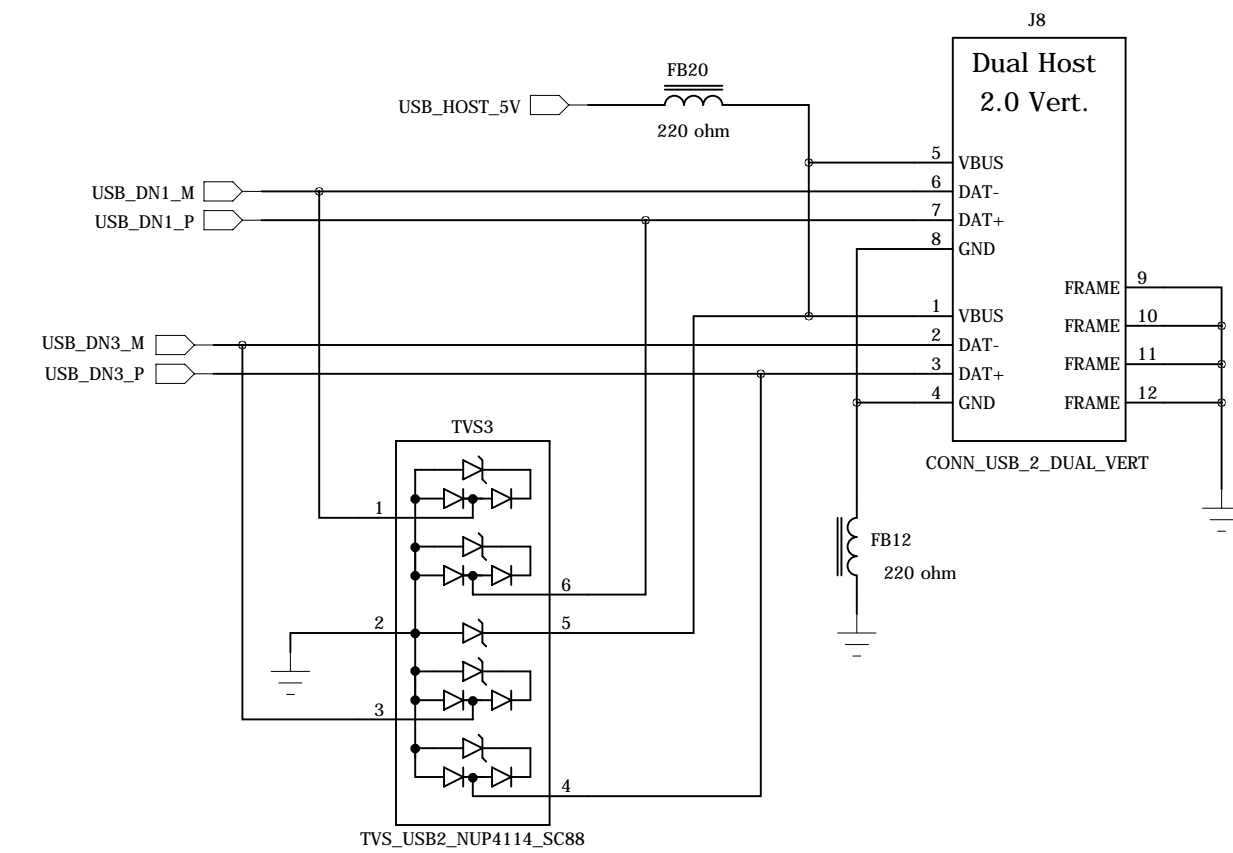 J8
Dual Host
2.0 Vert.
FB20
USB_HOST_5V
220 ohm
5 VBUS
USB_DN1_M
6 DAT-
USB_DN1_P
7 DAT+
8 GND
FRAME 9
1 VBUS
FRAME 10
USB_DN3_M
2 DAT-
FRAME 11
USB_DN3_P
3 DAT+
4 GND
FRAME 12
CONN_USB_2_DUAL_VERT
TVS3
1
FB12
220 ohm
6
2
5
3
4
TVS_USB2_NUP4114_SC88